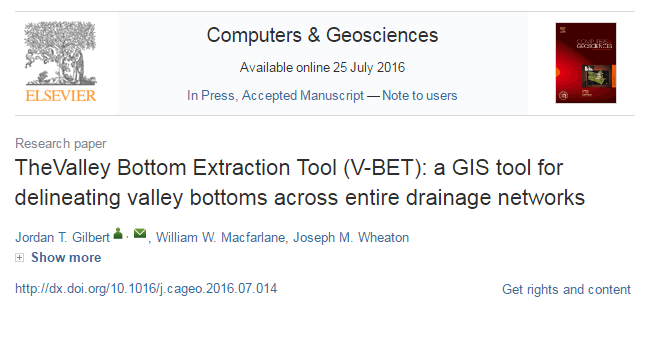 Computers & Geosciences
Available online 25 July 2016
In Press, Accepted Manuscript — Note to users
ELSEVIER
COMPUTERS &
GEOSCIENCES
Research paper
TheValley Bottom Extraction Tool (V-BET): a GIS tool for
delineating valley bottoms across entire drainage networks
Jordan T. Gilbert · , William W. Macfarlane, Joseph M. Wheaton
Show more
http://dx.doi.org/10.1016/j.cageo.2016.07.014
Get rights and content